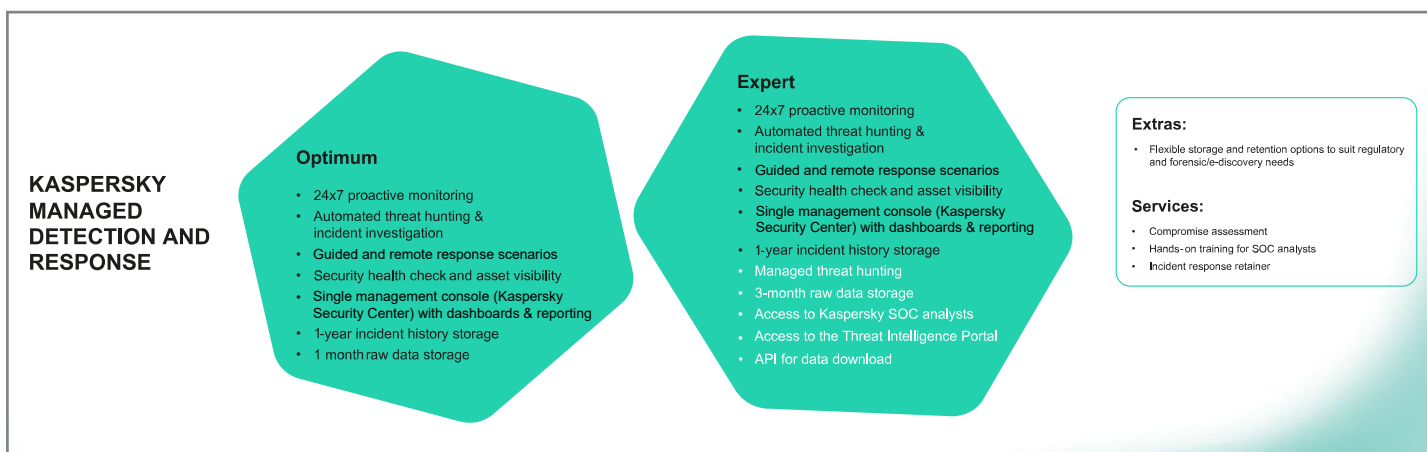 KASPERSKY
MANAGED
DETECTION AND
RESPONSE
Optimum
• 24x7 proactive monitoring
• Automated threat hunting &
incident investigation
• Guided and remote response scenarios
• Security health check and asset visibility
• Single management console (Kaspersky
Security Center) with dashboards & reporting
• 1-year incident history storage
• 1 month raw data storage
Expert
• 24x7 proactive monitoring
• Automated threat hunting &
incident investigation
• Guided and remote response scenarios
• Security health check and asset visibility
• Single management console (Kaspersky
Security Center) with dashboards & reporting
• 1-year incident history storage
• Managed threat hunting
• 3-month raw data storage
• Access to Kaspersky SOC analysts
• Access to the Threat Intelligence Portal
• API for data download
Extras:
• Flexible storage and retention options to suit regulatory
and forensic/e-discovery needs
Services:
• Compromise assessment
• Hands-on training for SOC analysts
• Incident response retainer